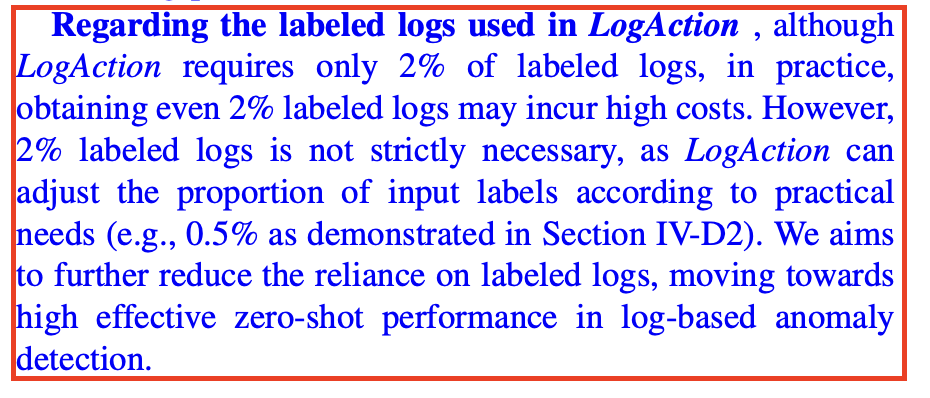 Regarding the labeled logs used in LogAction , although
LogAction requires only 2% of labeled logs, in practice,
obtaining even 2% labeled logs may incur high costs. However,
2% labeled logs is not strictly necessary, as LogAction can
adjust the proportion of input labels according to practical
needs (e.g., 0.5% as demonstrated in Section IV-D2). We aims
to further reduce the reliance on labeled logs, moving towards
high effective zero-shot performance in log-based anomaly
detection.